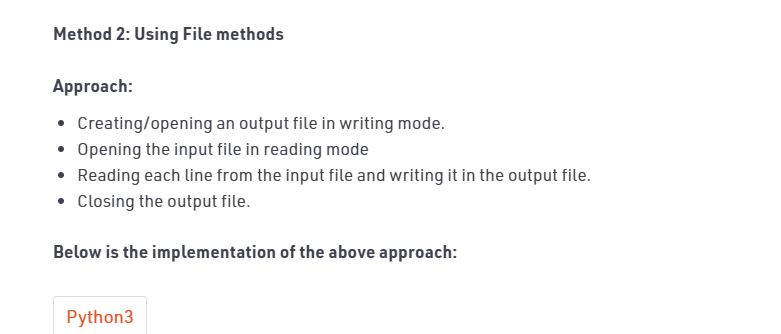 Method 2: Using File methods
Approach:
Creating/opening an output file in writing mode.
Opening the input file in reading mode
Reading each line from the input file and writing it in the output file.
Closing the output file.
Below is the implementation of the above approach:
Python3